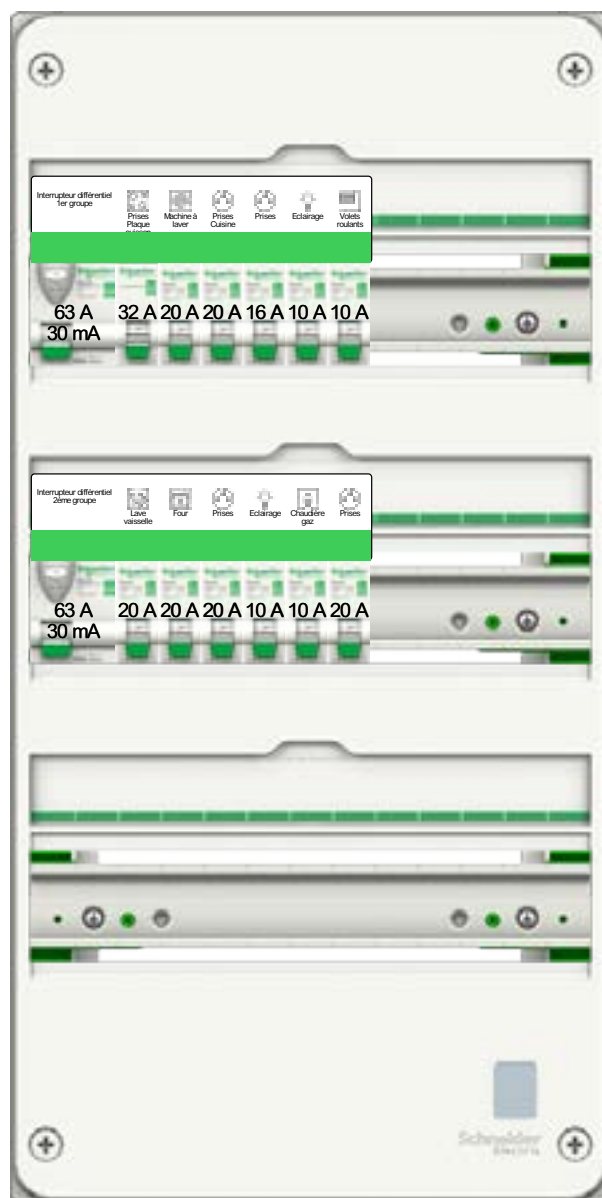 Interrupteur différentiel
1er groupe
Prises
Plaque
Machine à
laver
Prises
Cuisine
Prises
Eclairage
Volets
roulants
63 A
30 mA
32 A 20 A 20 A 16 A 10 A 10 A
Interrupteur différentiel
2ème groupe
Lave
vaisselle
Four
Prises
Eclairage
Chaudière
gaz
Prises
63 A
30 mA
20 A 20 A 20 A 10 A 10 A 20 A
Schneider
Electric